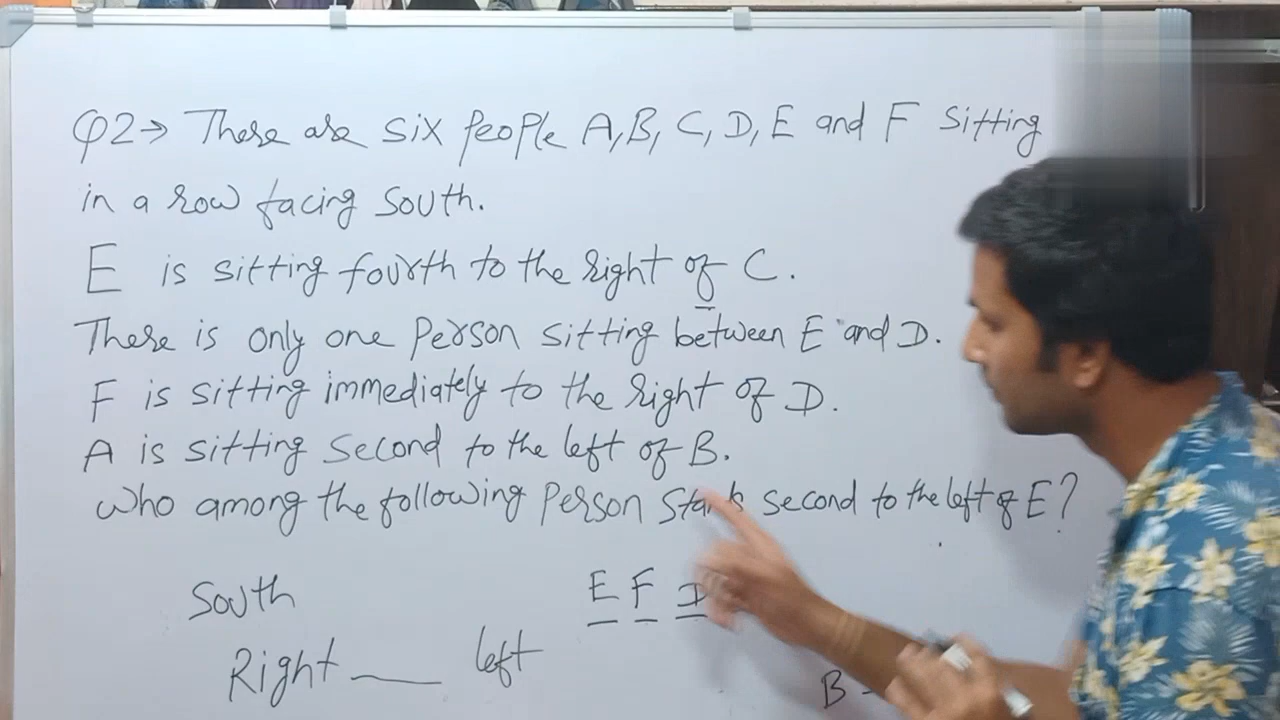 Q2→ There are six people A, B, C, D, E and F sitting
in a row facing south.
E is sitting fourth to the right of C.
There is only one person sitting between E and D.
F is sitting immediately to the right of D.
A is sitting second to the left of B.
who among the following person second to the left of E?
South
E F D
Right left
B -